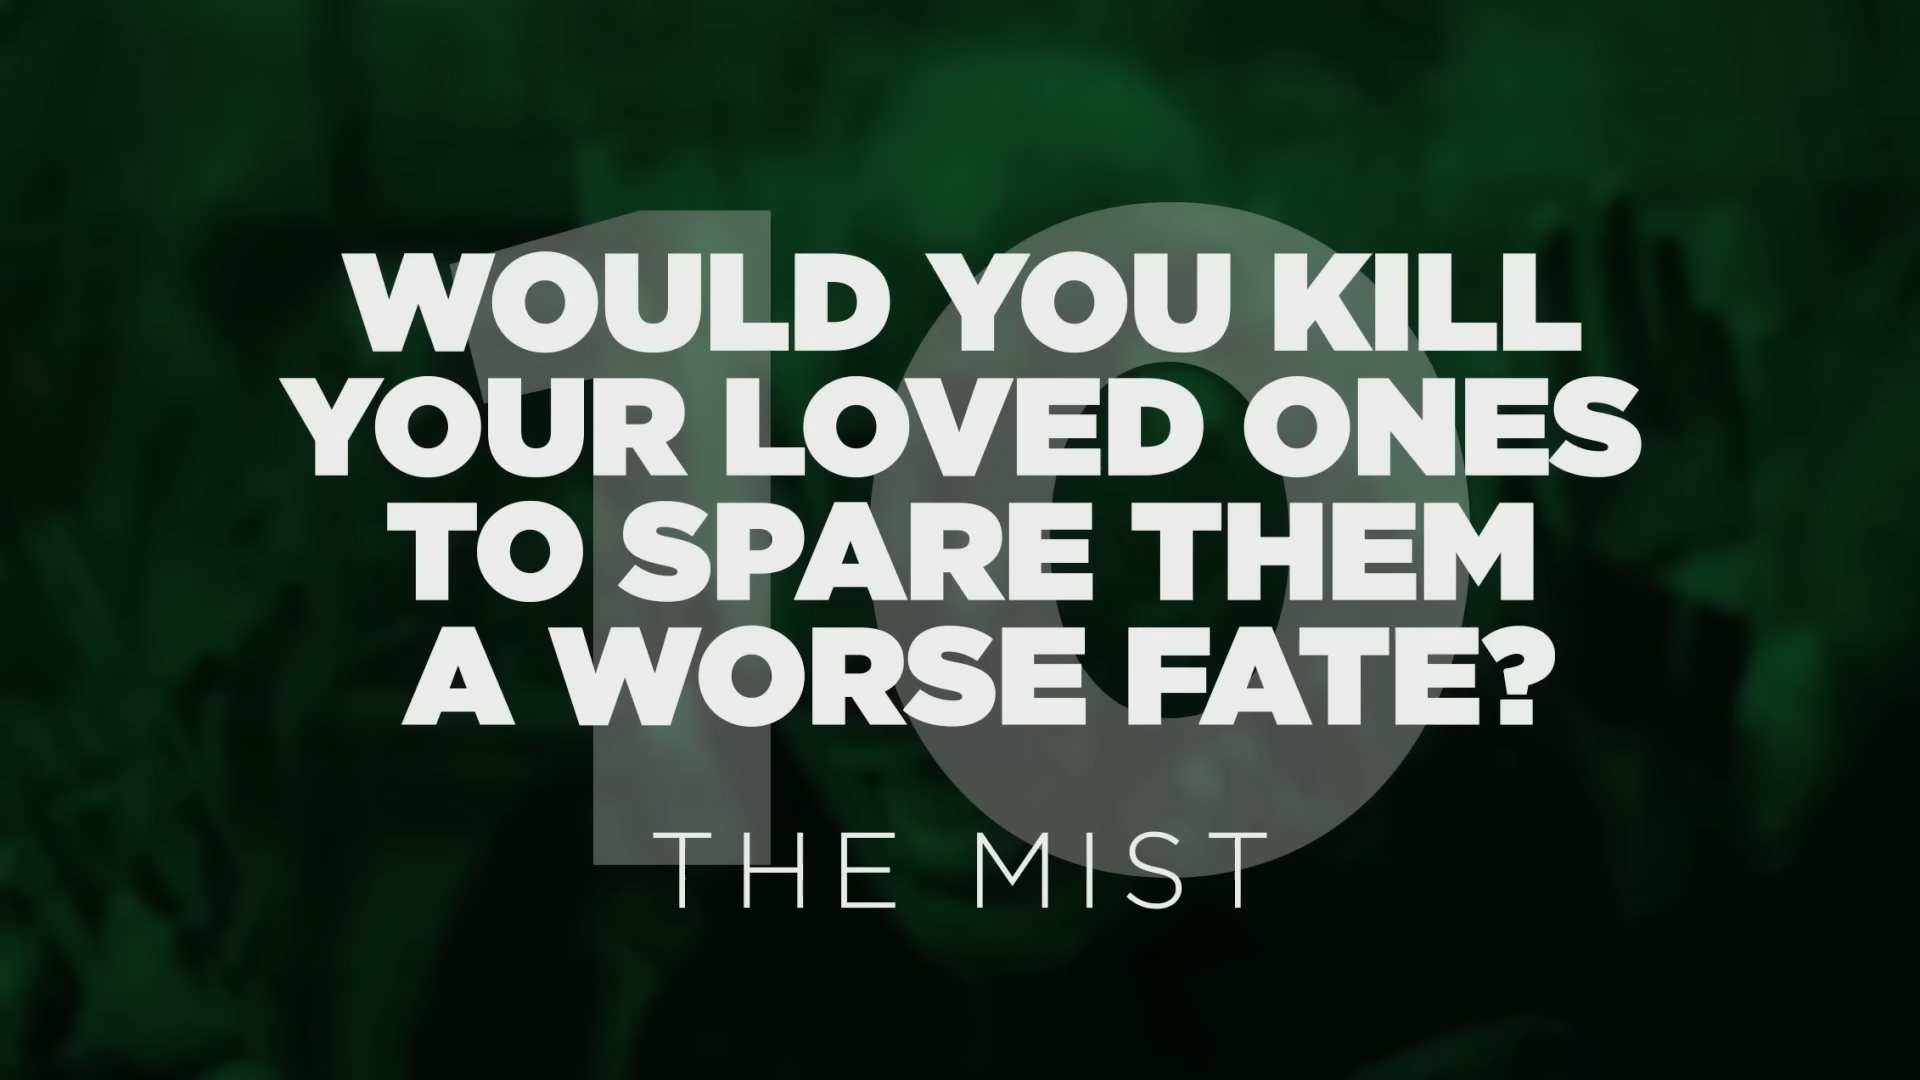 10
WOULD YOU KILL
YOUR LOVED ONES
TO SPARE THEM
A WORSE FATE?
THE MIST